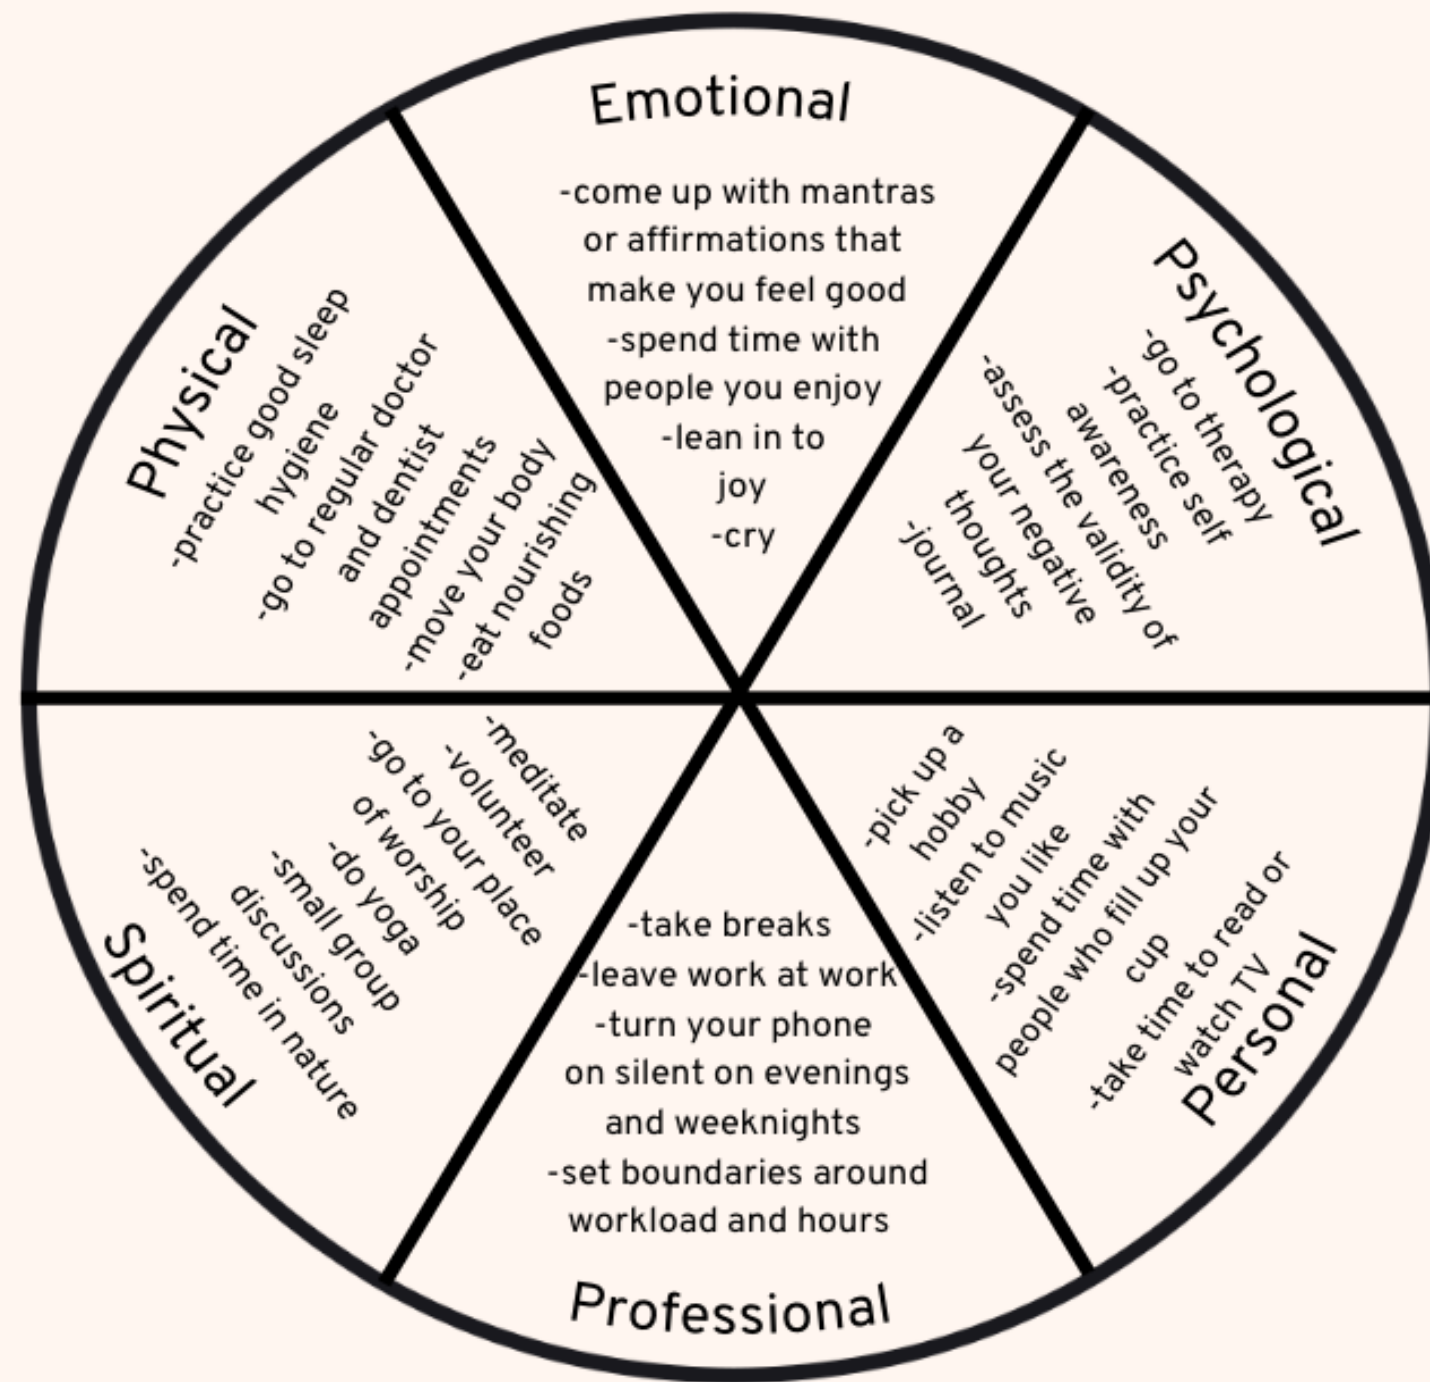 Emotional
-come up with mantras
or affirmations that
make you feel good
-spend time with
people you enjoy
-lean in to
joy
-cry
Psychological
-go to therapy
-practice self
awareness
-assess the validity of
your negative
thoughts
-journal
Personal
-pick up a
hobby
-listen to music
you like
-spend time with
people who fill up your
cup
-take time to read or
watch TV
Professional
-take breaks
-leave work at work
-turn your phone
on silent on evenings
and weeknights
-set boundaries around
workload and hours
Spiritual
-meditate
-volunteer
-go to your place
of worship
-do yoga
-small group
discussions
-spend time in nature
Physical
-practice good sleep
hygiene
-go to regular doctor
and dentist
appointments
-move your body
-eat nourishing
foods